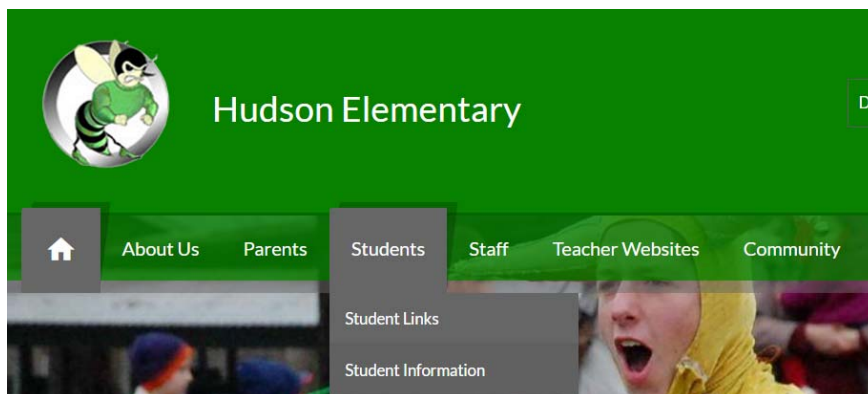 Hudson Elementary
D
About Us Parents Students Staff Teacher Websites Community
Student Links
Student Information